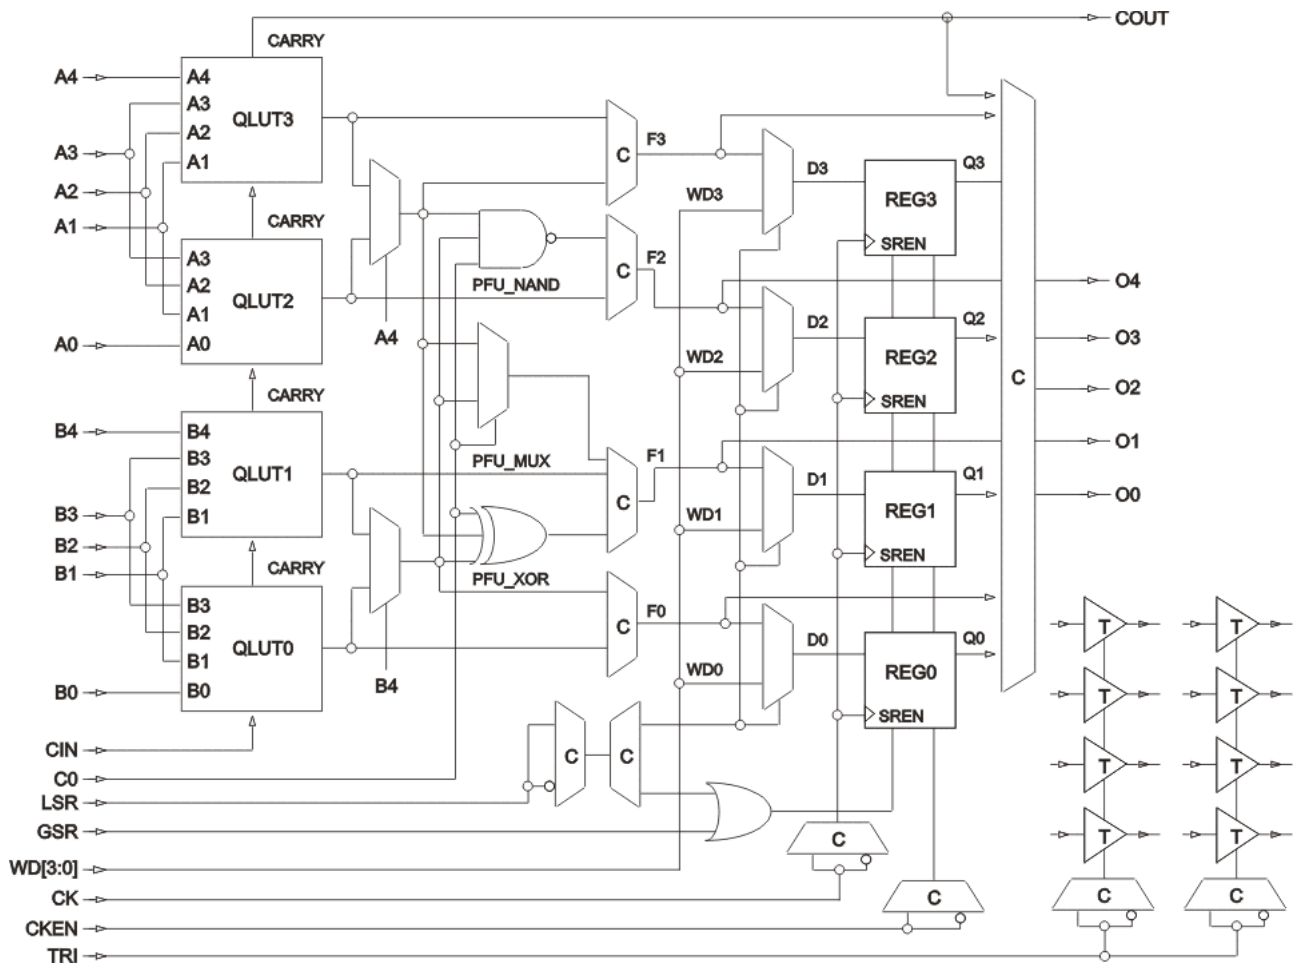 COUT
CARRY
A4
A4
A3
A2
A1
QLUT3
A3
A2
A1
F3
C
D3
Q3
REG3
SREN
WD3
CARRY
A3
A2
A1
A0
QLUT2
A0
F2
C
PFU_NAND
A4
O4
D2
Q2
REG2
SREN
WD2
O3
C
O2
CARRY
B4
B4
B3
B2
B1
QLUT1
B3
B2
B1
PFU_MUX
F1
C
D1
Q1
REG1
SREN
WD1
O1
O0
CARRY
B3
B2
B1
B0
QLUT0
B0
PFU_XOR
F0
C
B4
D0
Q0
REG0
SREN
WD0
T
T
T
T
T
T
T
T
CIN
C0
LSR
C
C
GSR
WD[3:0]
C
CK
C
C
C
CKEN
TRI